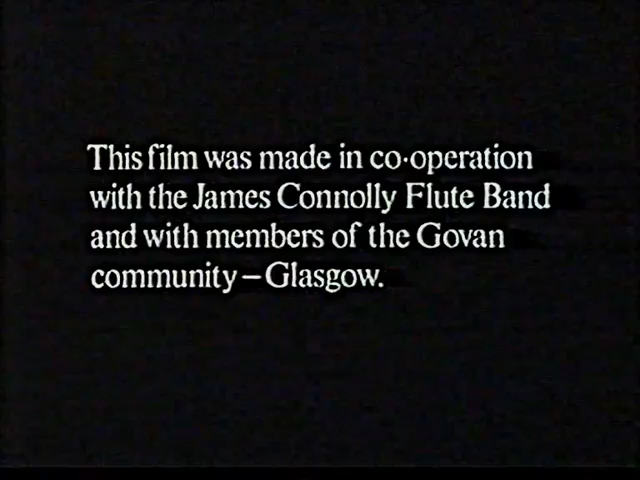 This film was made in co·operation
with the James Connolly Flute Band
and with members of the Govan
community–Glasgow.